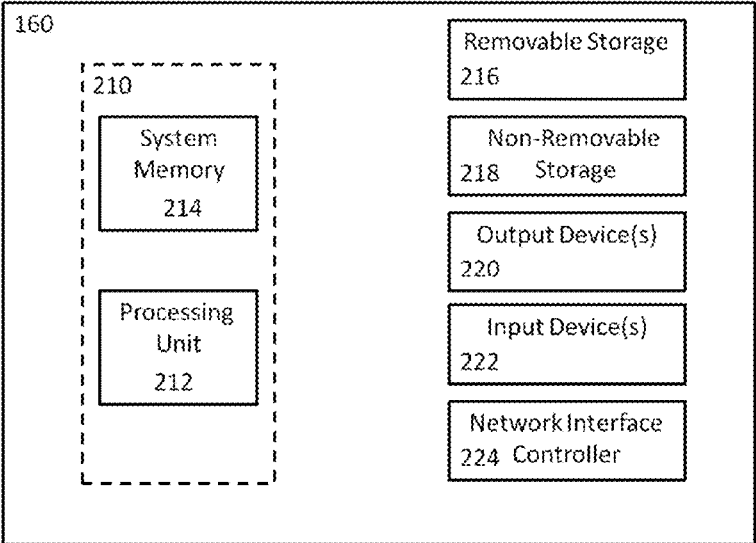 160
210
System
Memory
214
Processing
Unit
212
Removable Storage
216
Non-Removable
218 Storage
Output Device(s)
220
Input Device(s)
222
Network Interface
224 Controller